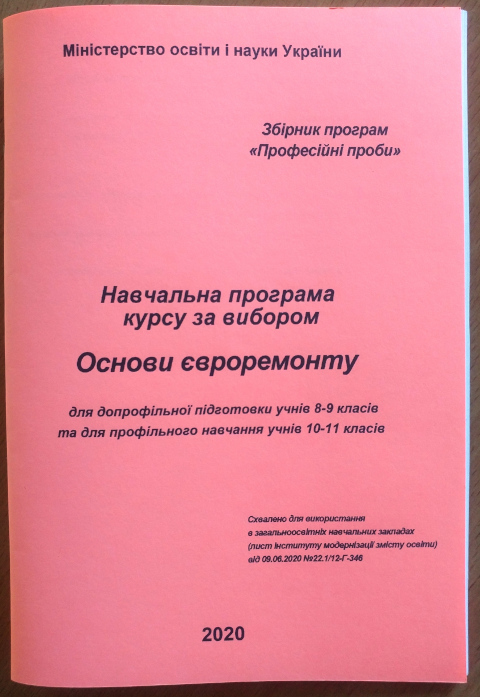 Міністерство освіти і науки України
Збірник програм
«Професійні проби»
Навчальна програма
курсу за вибором
Основи євроремонту
для допрофільної підготовки учнів 8-9 класів
та для профільного навчання учнів 10-11 класів
Схвалено для використання
в загальноосвітніх навчальних закладах
(лист Інституту модернізації змісту освіти)
від 09.06.2020 №22.1/12-Г-346
2020